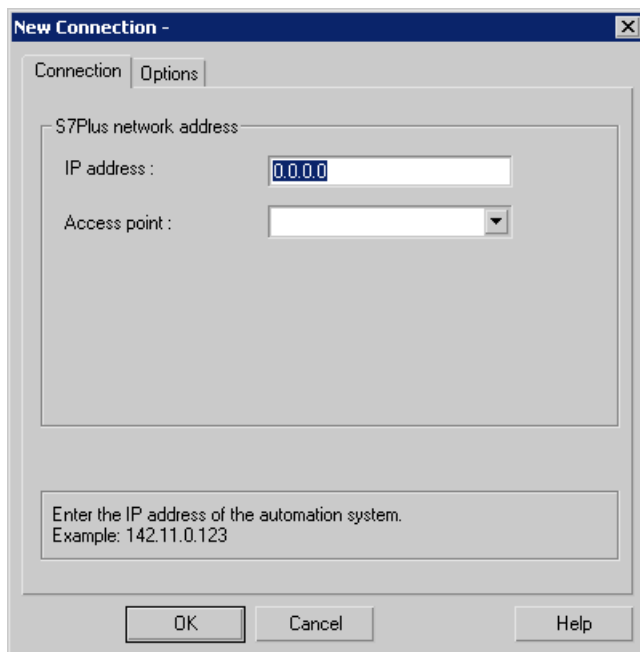 New Connection -
Connection
Options
S7Plus network address
IP address :
0.0.0.0
Access point :
Enter the IP address of the automation system.
Example: 142.11.0.123
OK
Cancel
Help